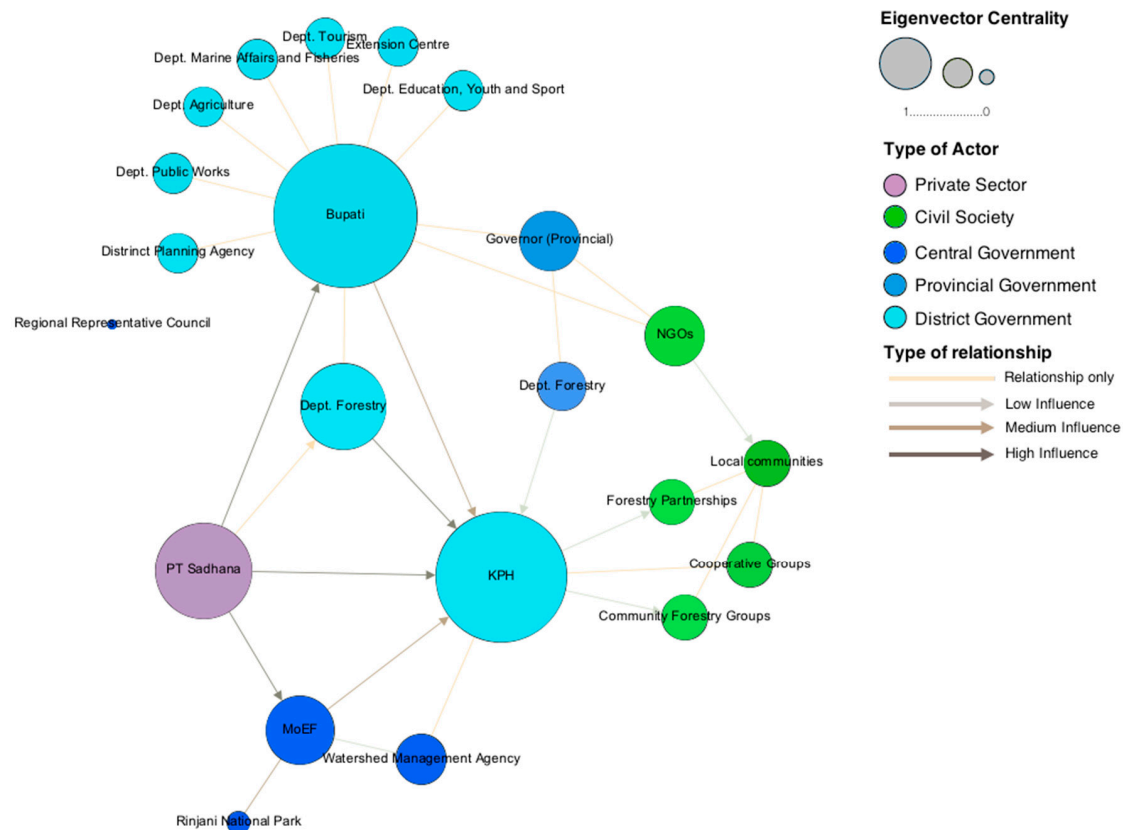 Dept. Tourism
Extension Centre
Dept. Marine Affairs and Fisheries
Dept. Education, Youth and Sport
Dept. Agriculture
Dept. Public Works
Bupati
Governor (Provincial)
Distrinct Planning Agency
Regional Representative Council
NGOs
Dept. Forestry
Dept. Forestry
Local communities
Forestry Partnerships
PT Sadhana
KPH
Cooperative Groups
Community Forestry Groups
MoEF
Watershed Management Agency
Rinjani National Park
Eigenvector Centrality
1......................0
Type of Actor
Private Sector
Civil Society
Central Government
Provincial Government
District Government
Type of relationship
Relationship only
Low Influence
Medium Influence
High Influence